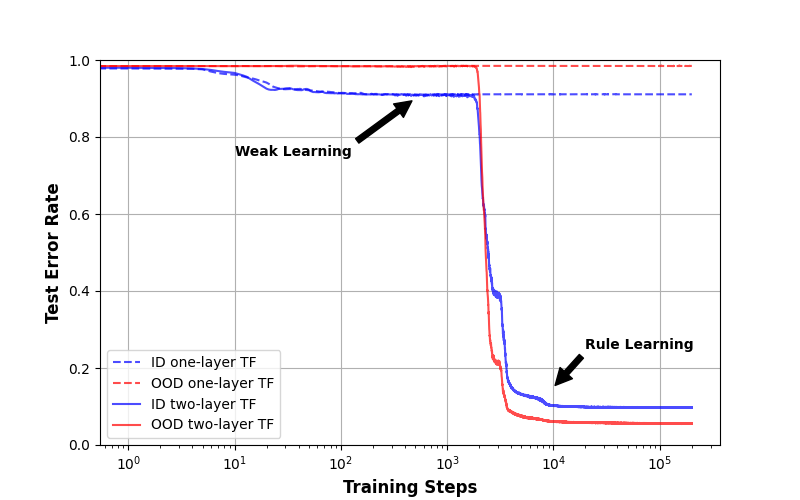 1.0
0.8
0.6
0.4
0.2
0.0
Test Error Rate
Weak Learning
Rule Learning
ID one-layer TF
OOD one-layer TF
ID two-layer TF
OOD two-layer TF
10⁰ 10¹ 10² 10³ 10⁴ 10⁵
Training Steps